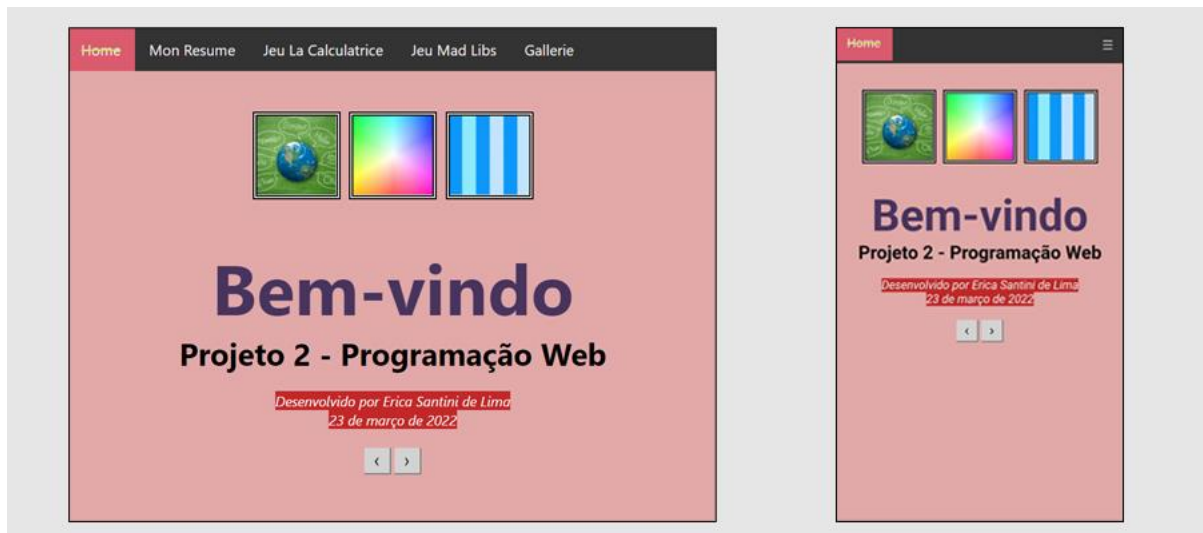 Home Mon Resume Jeu La Calculatrice Jeu Mad Libs Gallerie
Bem-vindo
Projeto 2 - Programação Web
Desenvolvido por Erica Santini de Lima
23 de março de 2022
‹ ›
Home ☰
Bem-vindo
Projeto 2 - Programação Web
Desenvolvido por Erica Santini de Lima
23 de março de 2022
‹ ›